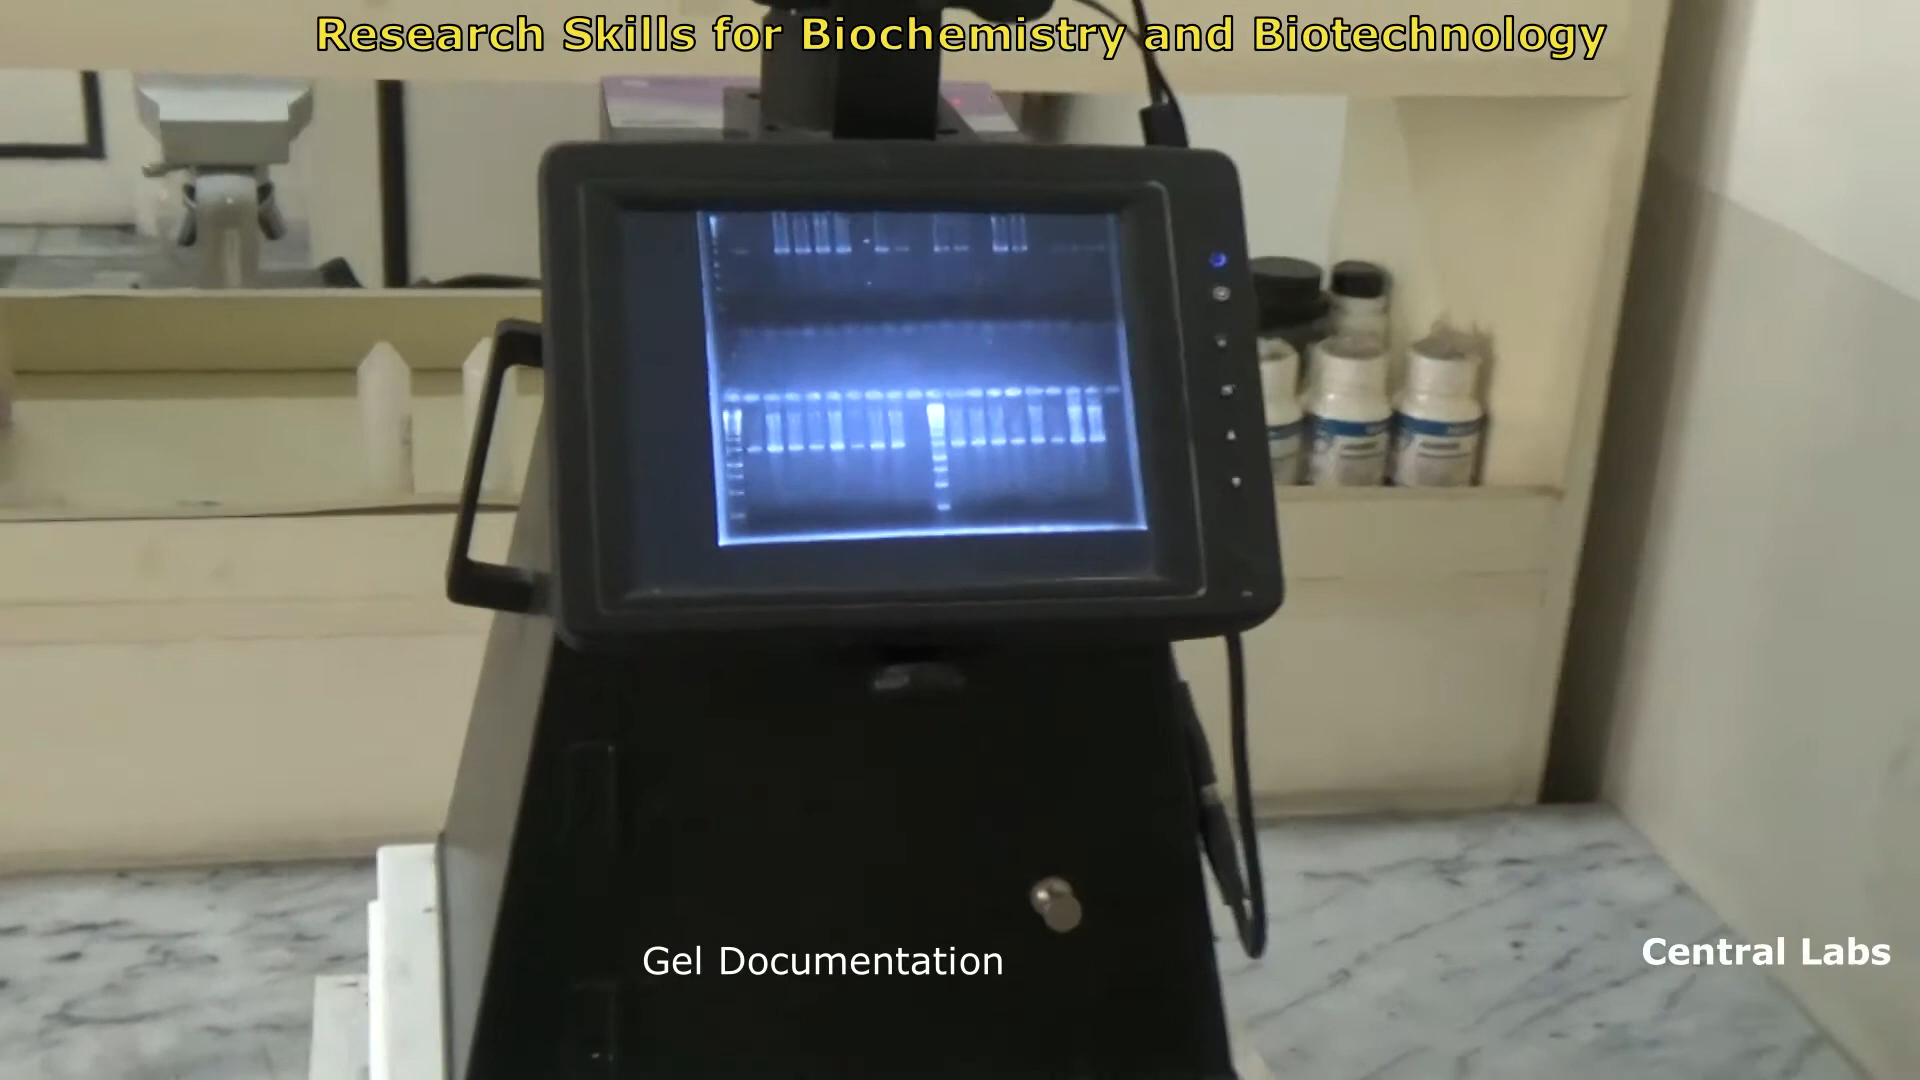 Research Skills for Biochemistry and Biotechnology
Gel Documentation
Central Labs